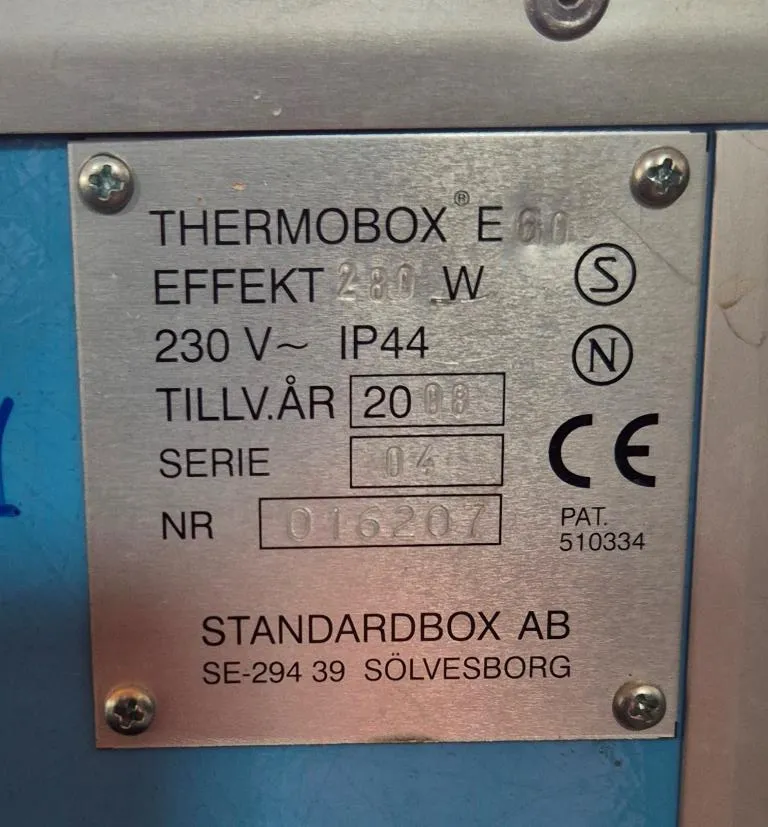 THERMOBOX® E 60
EFFEKT 280 W
230 V~ IP44
TILLV.ÅR 2008
SERIE 04
NR 016207
S
N
CE
PAT.
510334
STANDARDBOX AB
SE-294 39 SÖLVESBORG